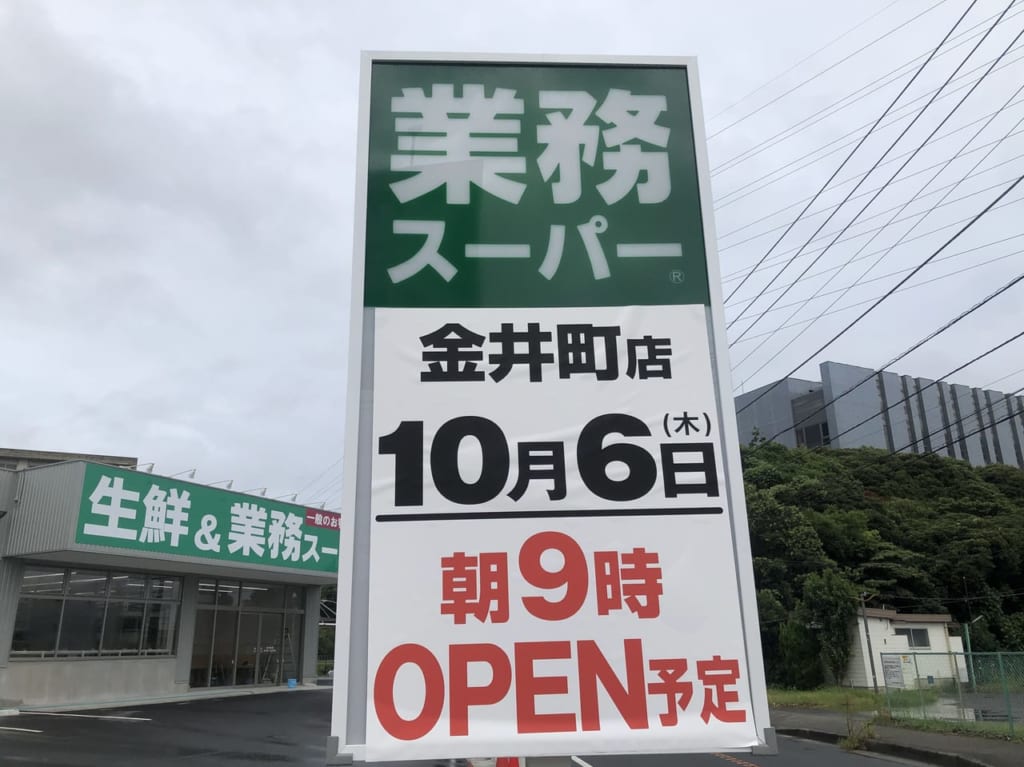 業務
スーパー
®
金井町店
10月6日(木)
朝9時
OPEN予定
生鮮&業務スー
一般のお